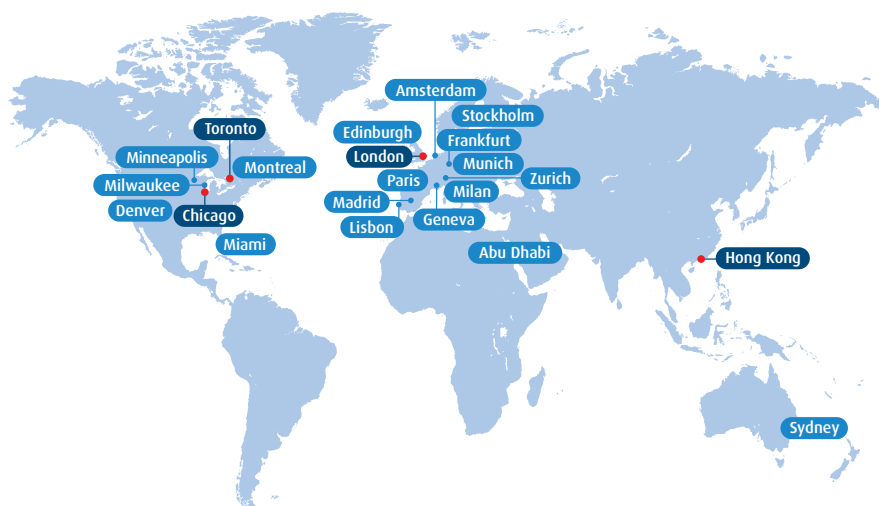 Amsterdam
Stockholm
Toronto
Edinburgh
Frankfurt
Minneapolis
London
Munich
Montreal
Milwaukee
Paris
Zurich
Milan
Madrid
Denver
Chicago
Geneva
Lisbon
Miami
Abu Dhabi
Hong Kong
Sydney